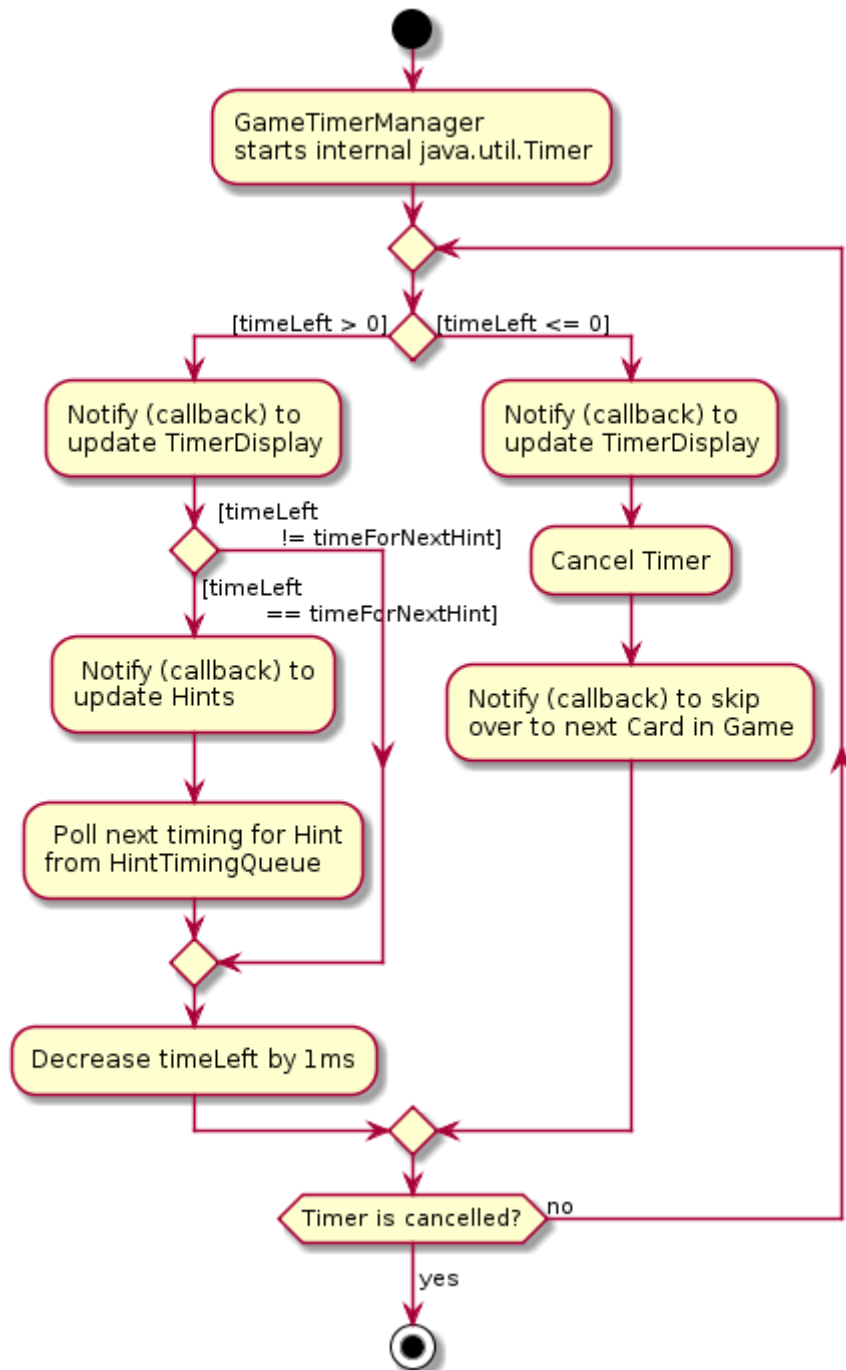 GameTimerManager
starts internal java.util.Timer
[timeLeft > 0]
[timeLeft <= 0]
Notify (callback) to
update TimerDisplay
Notify (callback) to
update TimerDisplay
[timeLeft
!= timeForNextHint]
Cancel Timer
[timeLeft
== timeForNextHint]
Notify (callback) to
update Hints
Notify (callback) to skip
over to next Card in Game
Poll next timing for Hint
from HintTimingQueue
Decrease timeLeft by 1ms
Timer is cancelled?
no
yes